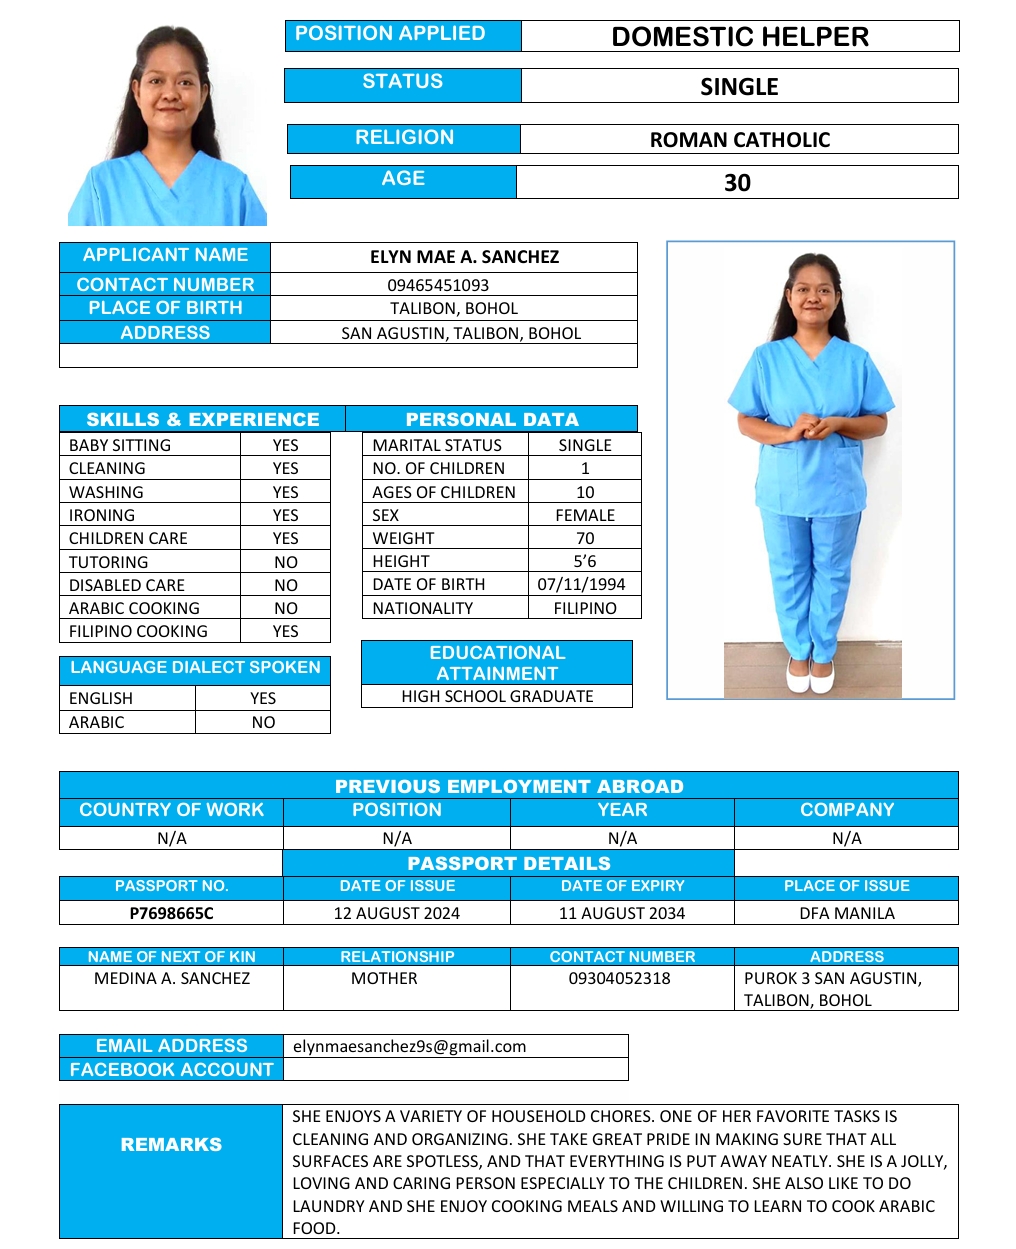 POSITION APPLIED DOMESTIC HELPER
STATUS SINGLE
RELIGION ROMAN CATHOLIC
AGE 30
APPLICANT NAME ELYN MAE A. SANCHEZ
CONTACT NUMBER 09465451093
PLACE OF BIRTH TALIBON, BOHOL
ADDRESS SAN AGUSTIN, TALIBON, BOHOL
SKILLS & EXPERIENCE
BABY SITTING YES
CLEANING YES
WASHING YES
IRONING YES
CHILDREN CARE YES
TUTORING NO
DISABLED CARE NO
ARABIC COOKING NO
FILIPINO COOKING YES
LANGUAGE DIALECT SPOKEN
ENGLISH YES
ARABIC NO
PERSONAL DATA
MARITAL STATUS SINGLE
NO. OF CHILDREN 1
AGES OF CHILDREN 10
SEX FEMALE
WEIGHT 70
HEIGHT 5’6
DATE OF BIRTH 07/11/1994
NATIONALITY FILIPINO
EDUCATIONAL
ATTAINMENT
HIGH SCHOOL GRADUATE
PREVIOUS EMPLOYMENT ABROAD
COUNTRY OF WORK POSITION YEAR COMPANY
N/A N/A N/A N/A
PASSPORT DETAILS
PASSPORT NO. DATE OF ISSUE DATE OF EXPIRY PLACE OF ISSUE
P7698665C 12 AUGUST 2024 11 AUGUST 2034 DFA MANILA
NAME OF NEXT OF KIN RELATIONSHIP CONTACT NUMBER ADDRESS
MEDINA A. SANCHEZ MOTHER 09304052318 PUROK 3 SAN AGUSTIN,
TALIBON, BOHOL
EMAIL ADDRESS elynmaesanchez9s@gmail.com
FACEBOOK ACCOUNT
REMARKS
SHE ENJOYS A VARIETY OF HOUSEHOLD CHORES. ONE OF HER FAVORITE TASKS IS
CLEANING AND ORGANIZING. SHE TAKE GREAT PRIDE IN MAKING SURE THAT ALL
SURFACES ARE SPOTLESS, AND THAT EVERYTHING IS PUT AWAY NEATLY. SHE IS A JOLLY,
LOVING AND CARING PERSON ESPECIALLY TO THE CHILDREN. SHE ALSO LIKE TO DO
LAUNDRY AND SHE ENJOY COOKING MEALS AND WILLING TO LEARN TO COOK ARABIC
FOOD.